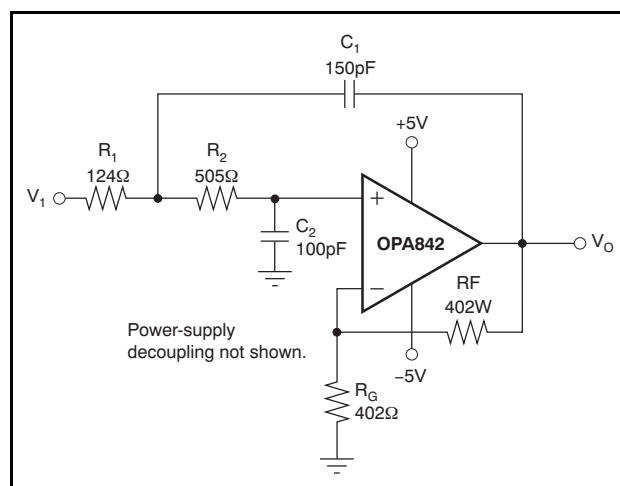 C1
150pF
+5V
R1
124Ω
R2
505Ω
V1
+
C2
100pF
OPA842
VO
−
RF
402W
Power-supply
decoupling not shown.
−5V
RG
402Ω